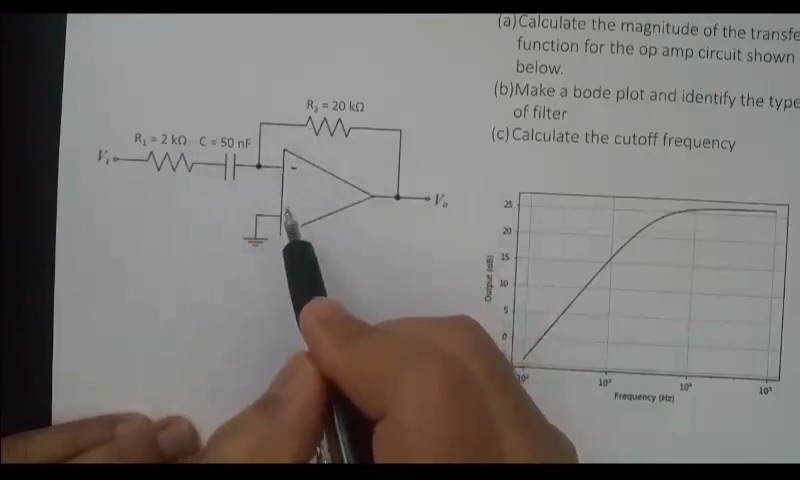 (a) Calculate the magnitude of the transfe
function for the op amp circuit shown
below.
(b) Make a bode plot and identify the type
of filter
(c) Calculate the cutoff frequency
R₂ = 20 kΩ
R₁ = 2 kΩ C = 50 nF
Vᵢ
-
Vₒ
25
20
15
10
5
0
Output (dB)
Frequency (Hz)